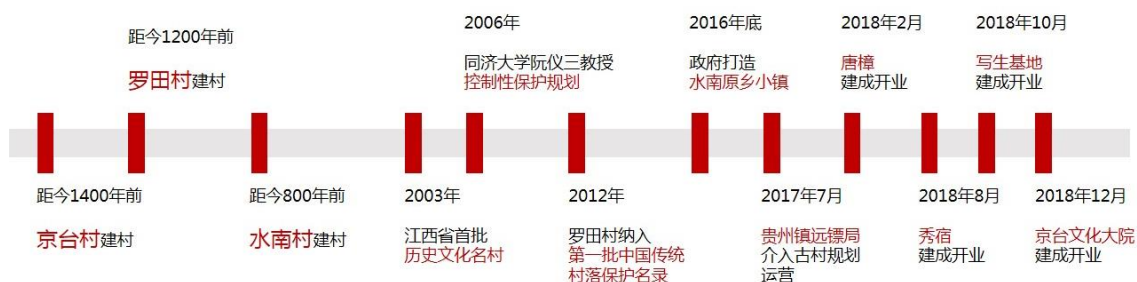 距今1400年前
京台村建村
距今1200年前
罗田村建村
距今800年前
水南村建村
2003年
江西省首批
历史文化名村
2006年
同济大学阮仪三教授
控制性保护规划
2012年
罗田村纳入
第一批中国传统
村落保护名录
2016年底
政府打造
水南原乡小镇
2017年7月
贵州镇远镖局
介入古村规划
运营
2018年2月
唐樟
建成开业
2018年8月
秀宿
建成开业
2018年10月
写生基地
建成开业
2018年12月
京台文化大院
建成开业